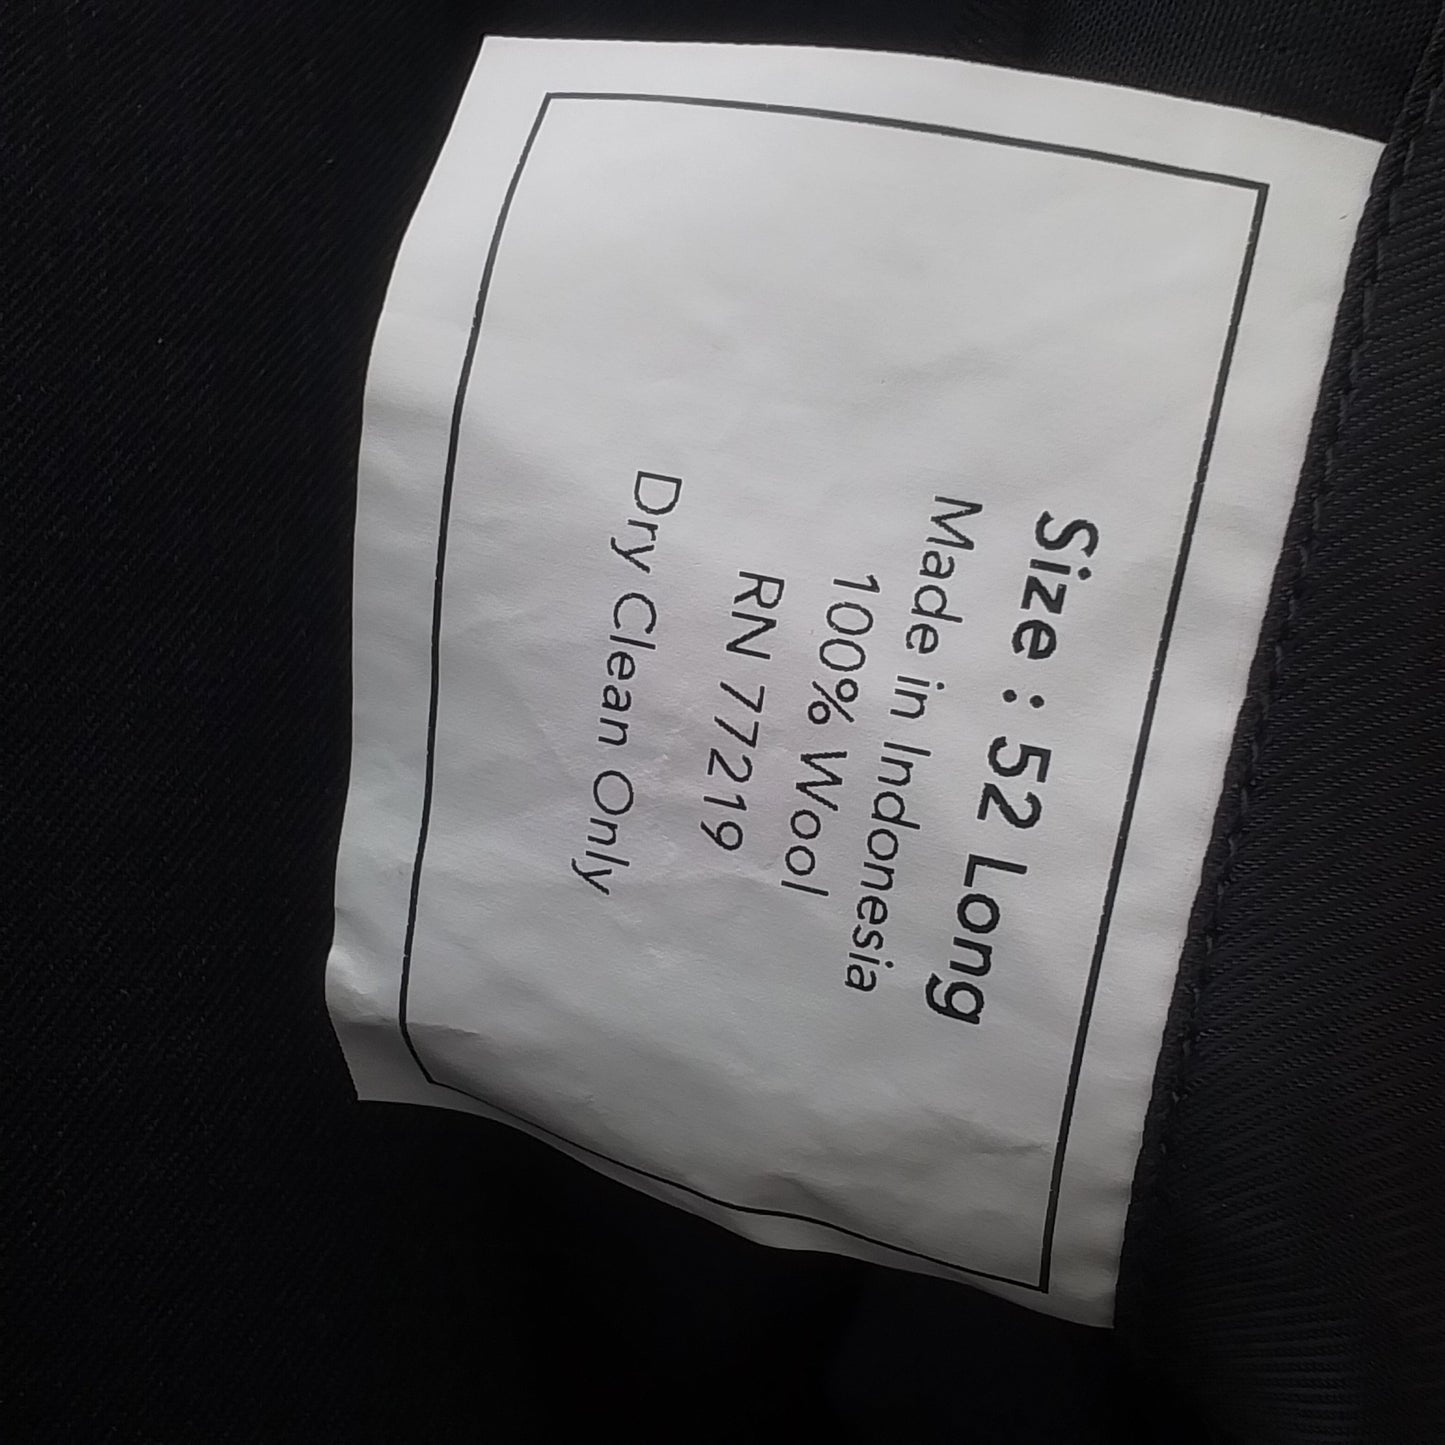 Size : 52 Long
Made in Indonesia
100% Wool
RN 77219
Dry Clean Only